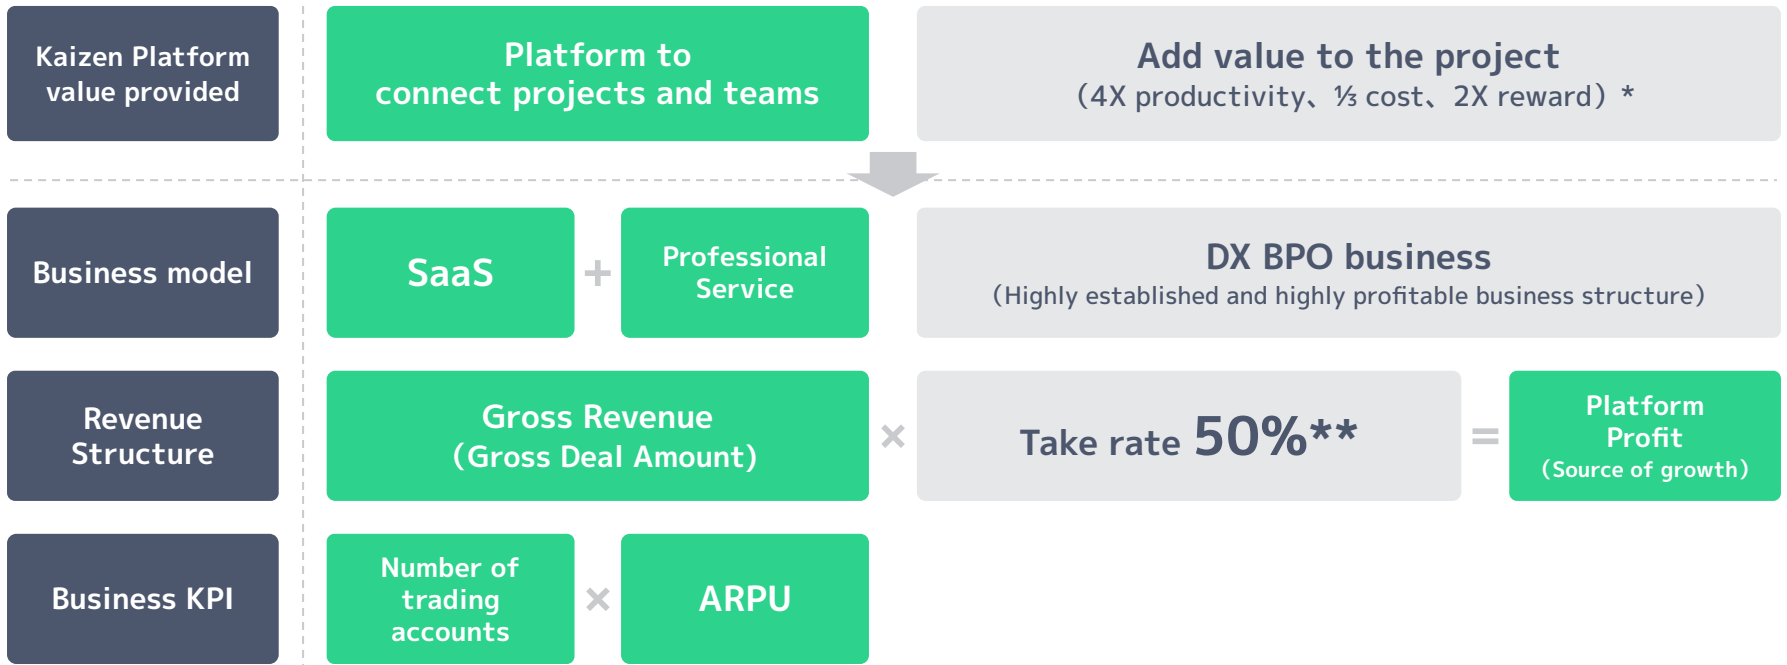 Kaizen Platform
value provided
Platform to
connect projects and teams
Add value to the project
(4X productivity、⅓ cost、2X reward) *
Business model
SaaS
+
Professional
Service
DX BPO business
(Highly established and highly profitable business structure)
Revenue
Structure
Gross Revenue
(Gross Deal Amount)
×
Take rate 50%**
=
Platform
Profit
(Source of growth)
Business KPI
Number of
trading
accounts
×
ARPU